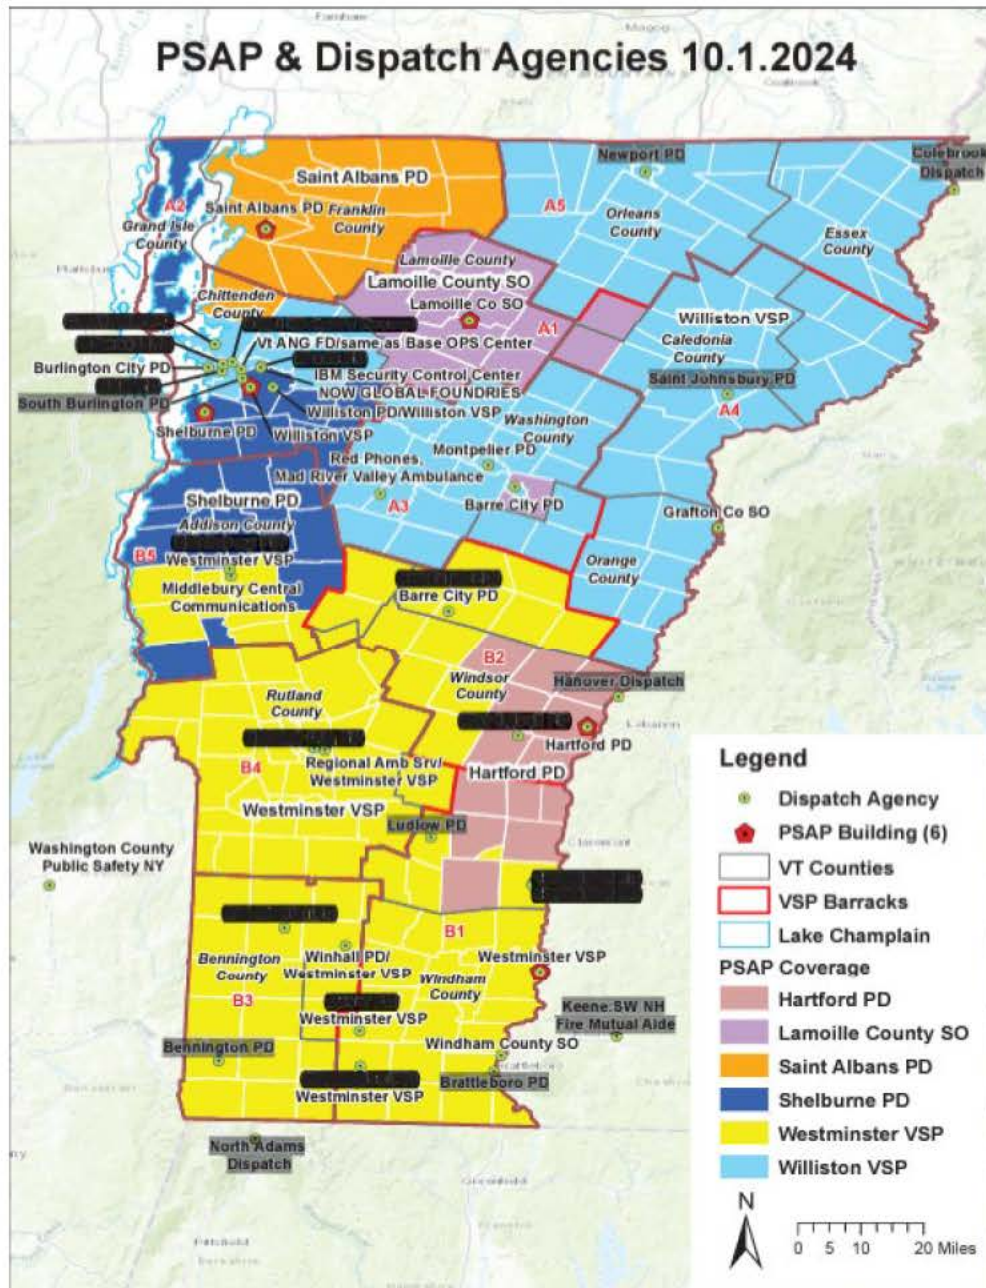 PSAP & Dispatch Agencies 10.1.2024
Newport PD
Colebrook
Dispatch
Saint Albans PD
A2
Saint Albans PD
Franklin
County
A5
Orleans
County
Grand Isle
County
Essex
County
Lamoille County
Lamoille County SO
Chittenden
County
Lamoille Co SO
A1
Williston VSP
Caledonia
County
Vt ANG FD/same as Base OPS Center
Burlington City PD
IBM Security Control Center
NOW GLOBAL FOUNDRIES
Saint Johnsbury PD
South Burlington PD
Williston PD/Williston VSP
A4
Shelburne PD
Williston VSP
Washington
County
Montpelier PD
Red Phones,
Mad River Valley Ambulance
Shelburne PD
A3
Barre City PD
Grafton Co SO
Addison County
B5
Westminster VSP
Orange
County
Middlebury Central
Communications
Barre City PD
B2
Windsor
County
Hanover Dispatch
Rutland
County
Lebanon
Hartford PD
Regional Amb Srv/
Westminster VSP
B4
Hartford PD
Westminster VSP
Ludlow PD
Claremont
Washington County
Public Safety NY
B1
Bennington
County
Winhall PD/
Westminster VSP
Windham
County
Westminster VSP
B3
Westminster VSP
Keene:SW NH
Fire Mutual Aide
Bennington PD
Windham County SO
Brattleboro PD
Westminster VSP
North Adams
Dispatch
Greenfield
Pittsfield
Legend
Dispatch Agency
PSAP Building (6)
VT Counties
VSP Barracks
Lake Champlain
PSAP Coverage
Hartford PD
Lamoille County SO
Saint Albans PD
Shelburne PD
Westminster VSP
Williston VSP
N
0 5 10 20 Miles